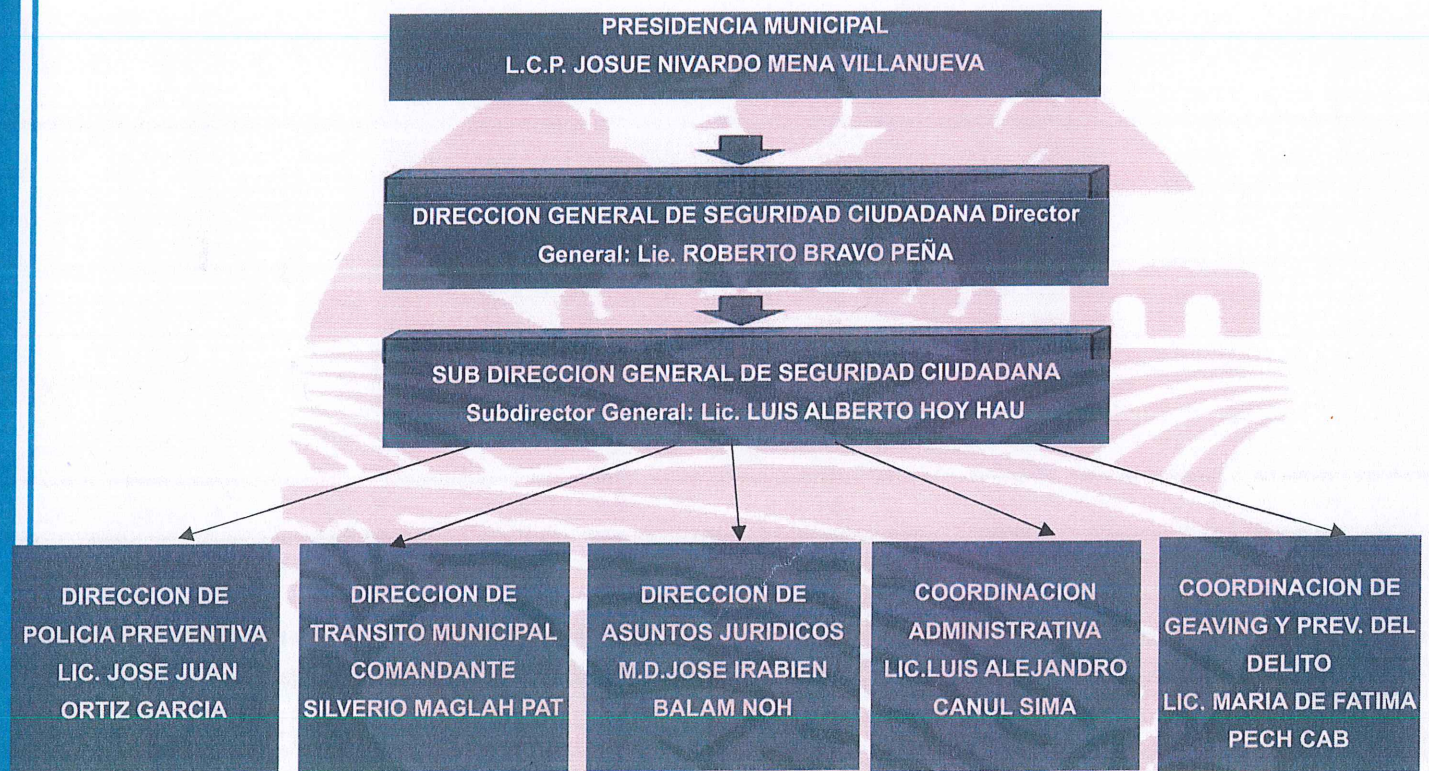 PRESIDENCIA MUNICIPAL
L.C.P. JOSUE NIVARDO MENA VILLANUEVA
DIRECCION GENERAL DE SEGURIDAD CIUDADANA Director
General: Lie. ROBERTO BRAVO PEÑA
SUB DIRECCION GENERAL DE SEGURIDAD CIUDADANA
Subdirector General: Lic. LUIS ALBERTO HOY HAU
DIRECCION DE
POLICIA PREVENTIVA
LIC. JOSE JUAN
ORTIZ GARCIA
DIRECCION DE
TRANSITO MUNICIPAL
COMANDANTE
SILVERIO MAGLAH PAT
DIRECCION DE
ASUNTOS JURIDICOS
M.D.JOSE IRABIEN
BALAM NOH
COORDINACION
ADMINISTRATIVA
LIC.LUIS ALEJANDRO
CANUL SIMA
COORDINACION DE
GEAVING Y PREV. DEL
DELITO
LIC. MARIA DE FATIMA
PECH CAB